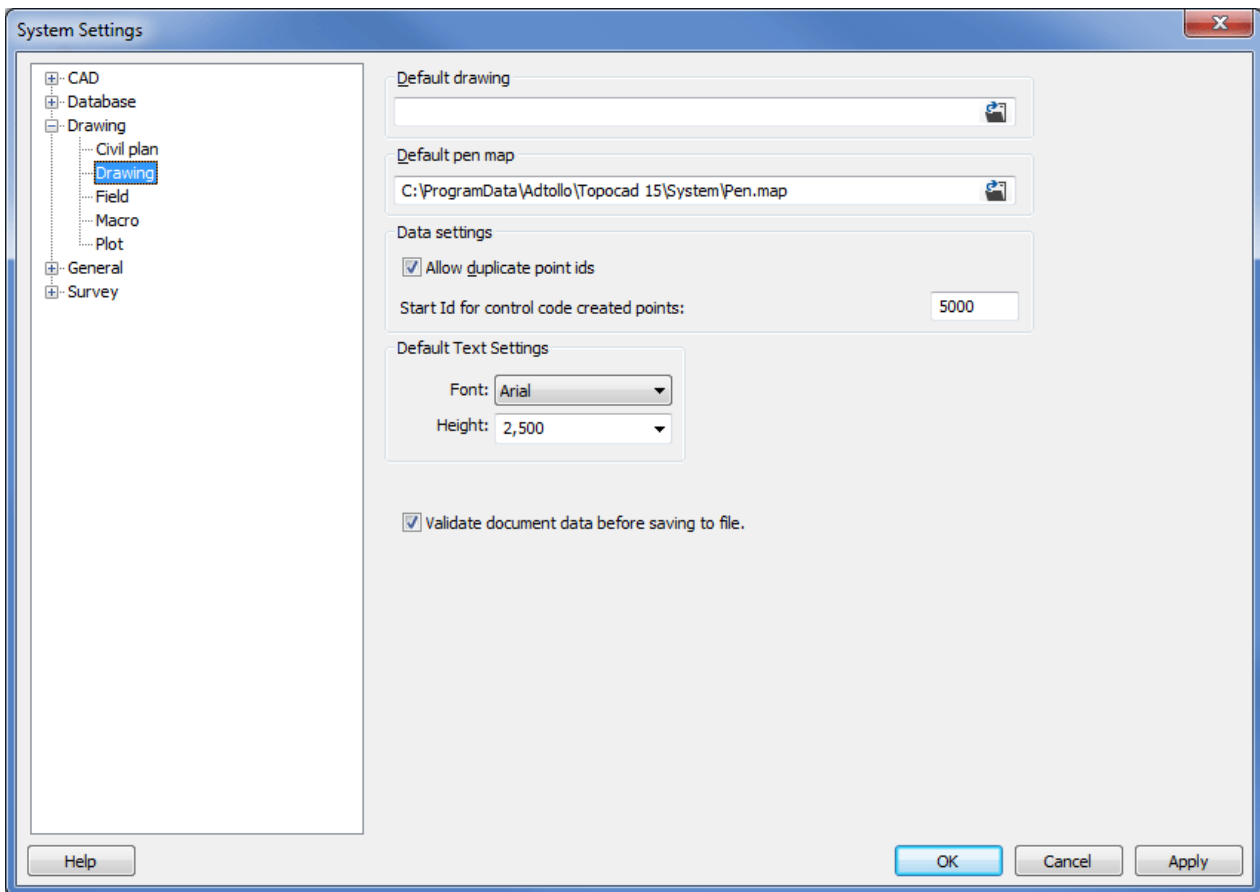 System Settings
CAD
Database
Drawing
Civil plan
Drawing
Field
Macro
Plot
General
Survey
Default drawing
Default pen map
C:\ProgramData\Adtollo\Topocad 15\System\Pen.map
Data settings
Allow duplicate point ids
Start Id for control code created points: 5000
Default Text Settings
Font: Arial
Height: 2,500
Validate document data before saving to file.
Help OK Cancel Apply